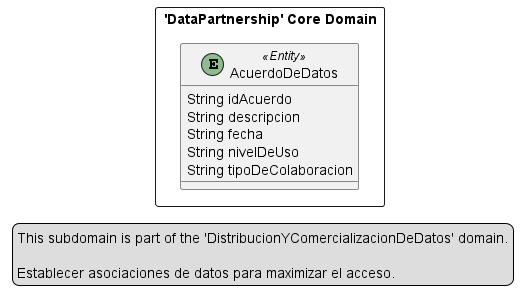 'DataPartnership' Core Domain
«Entity»
E
AcuerdoDeDatos
String idAcuerdo
String descripcion
String fecha
String nivelDeUso
String tipoDeColaboracion
This subdomain is part of the 'DistribucionYComercializacionDeDatos' domain.
Establecer asociaciones de datos para maximizar el acceso.